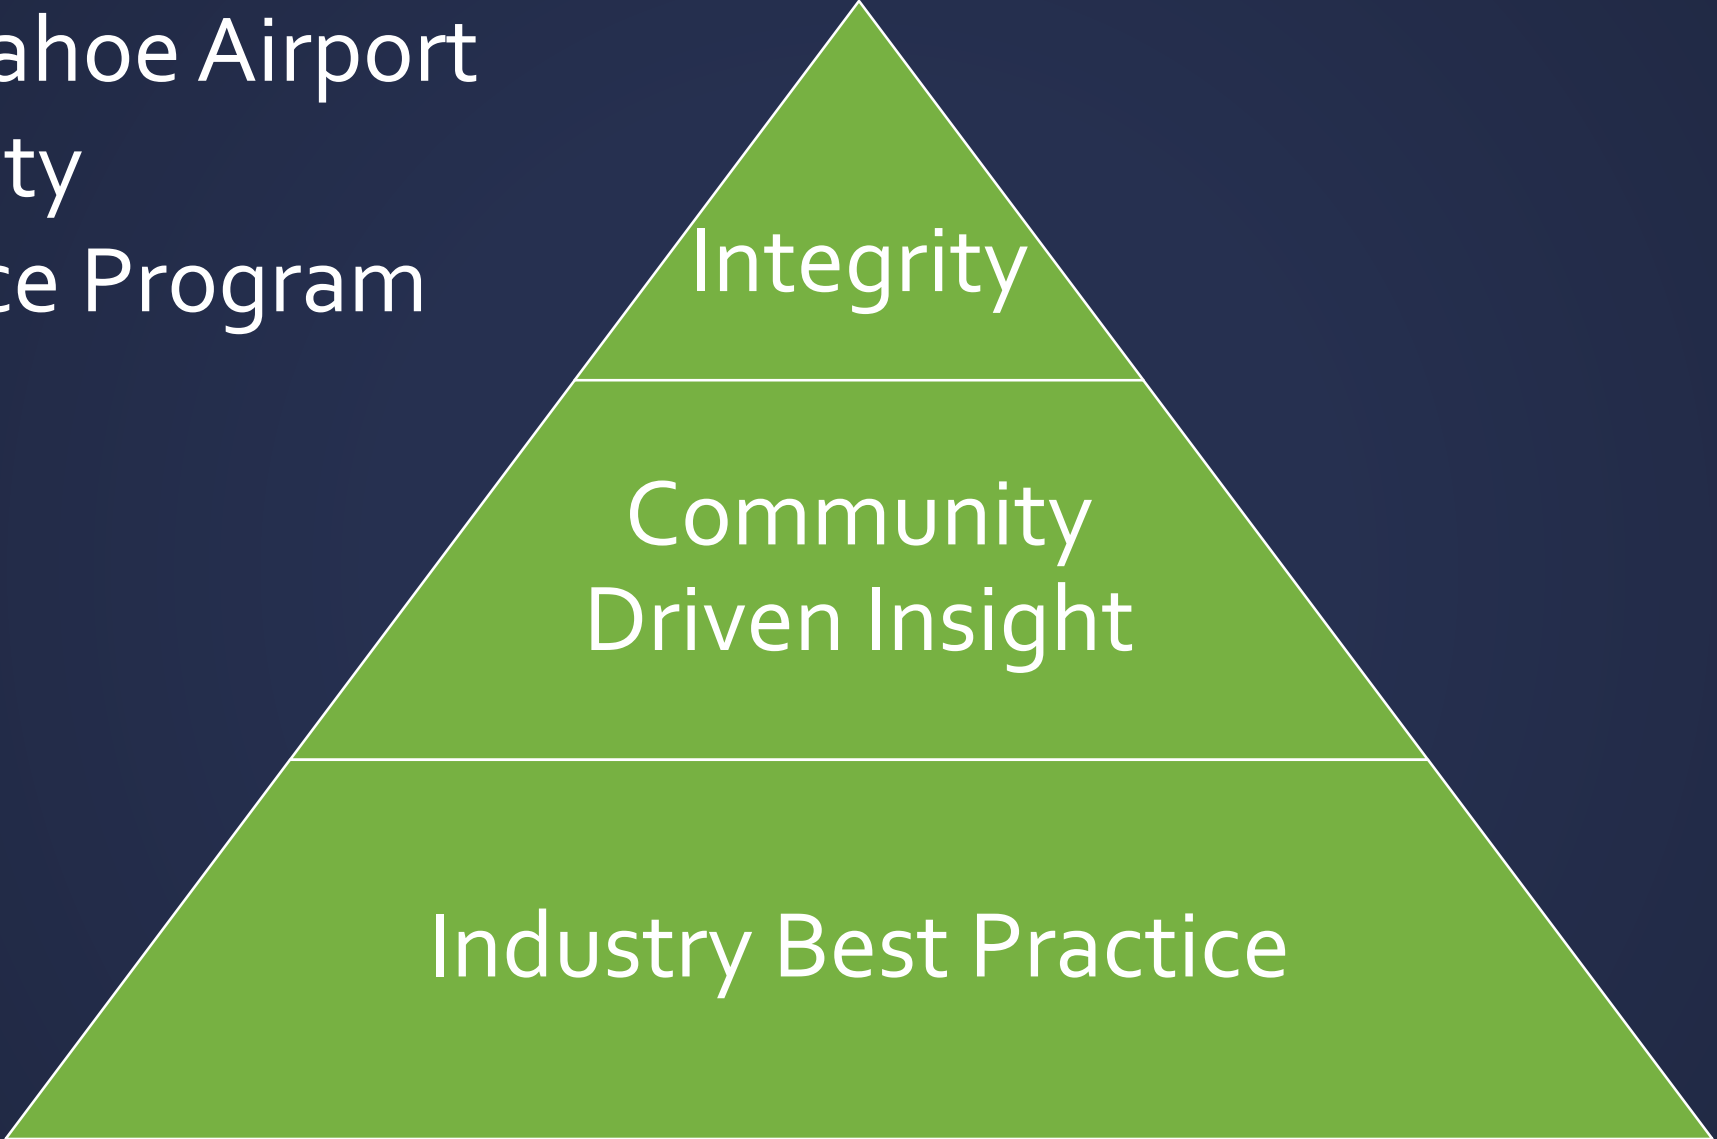 ahoe Airport
ty
ce Program
Integrity
Community
Driven Insight
Industry Best Practice